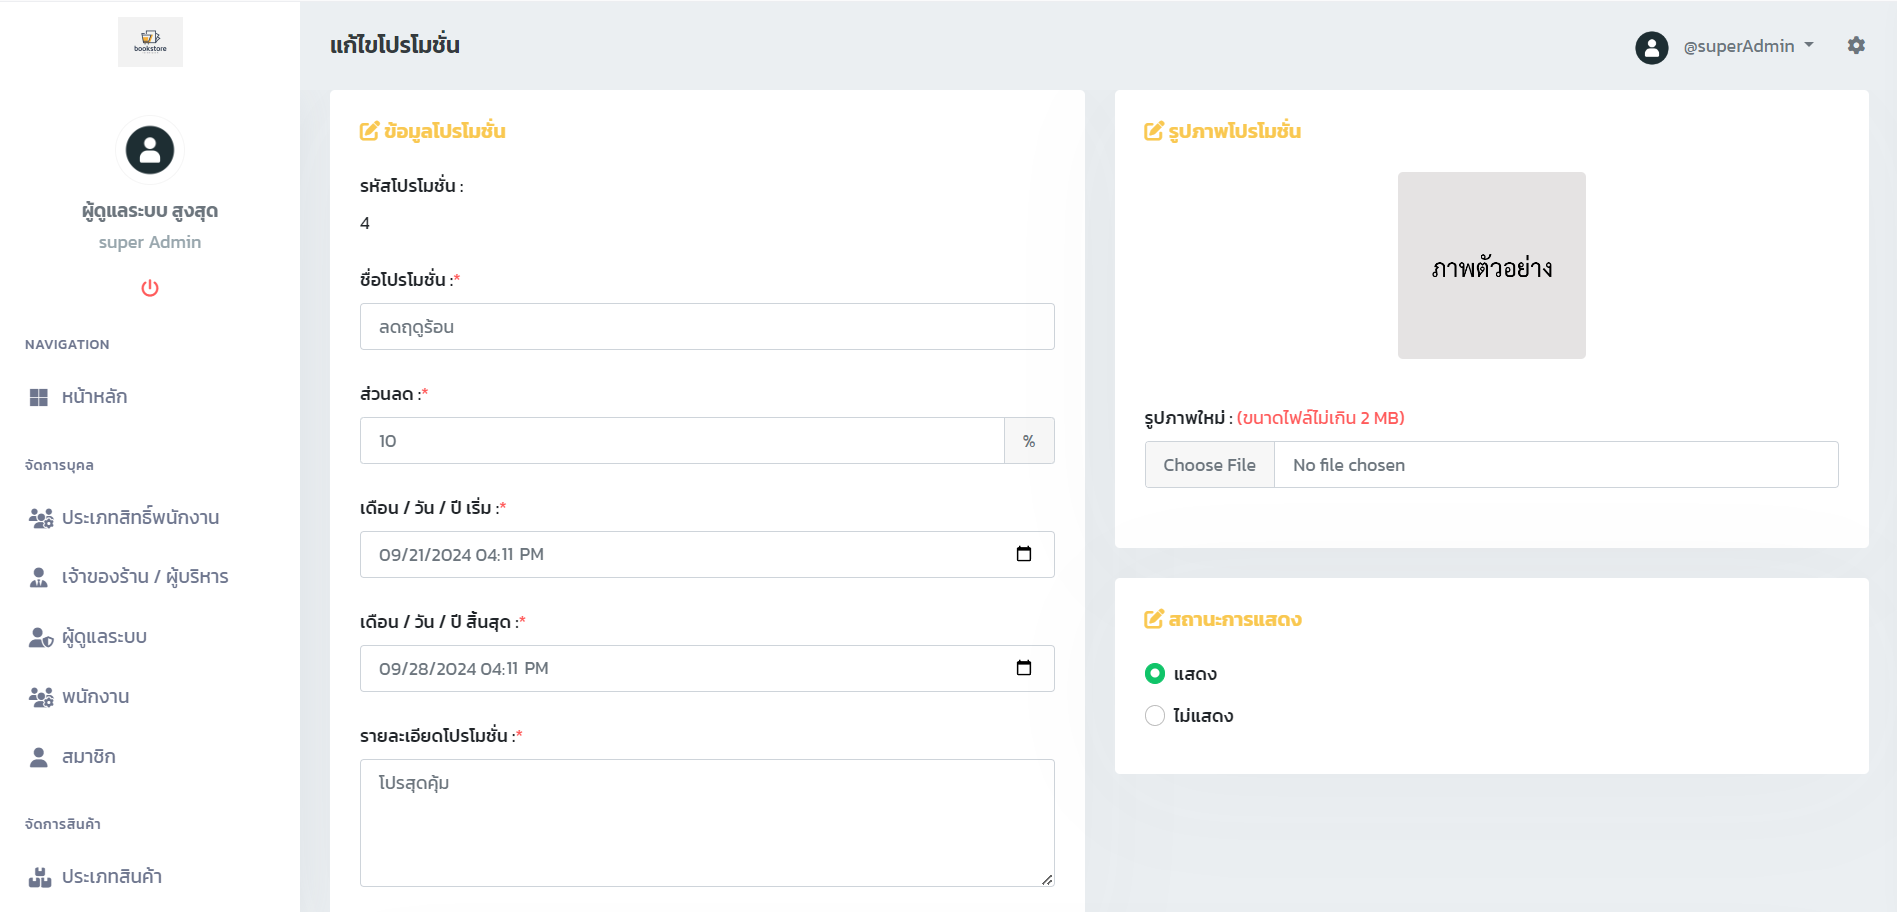 bookstore
ผู้ดูแลระบบ สูงสุด
super Admin
NAVIGATION
หน้าหลัก
จัดการบุคล
ประเภทสิทธิ์พนักงาน
เจ้าของร้าน / ผู้บริหาร
ผู้ดูแลระบบ
พนักงาน
สมาชิก
จัดการสินค้า
ประเภทสินค้า
แก้ไขโปรโมชั่น
@superAdmin
ข้อมูลโปรโมชั่น
รหัสโปรโมชั่น :
4
ชื่อโปรโมชั่น :*
ลดฤดูร้อน
ส่วนลด :*
10
%
เดือน / วัน / ปี เริ่ม :*
09/21/2024 04:11 PM
เดือน / วัน / ปี สิ้นสุด :*
09/28/2024 04:11 PM
รายละเอียดโปรโมชั่น :*
โปรสุดคุ้ม
รูปภาพโปรโมชั่น
ภาพตัวอย่าง
รูปภาพใหม่ : (ขนาดไฟล์ไม่เกิน 2 MB)
Choose File No file chosen
สถานะการแสดง
แสดง
ไม่แสดง